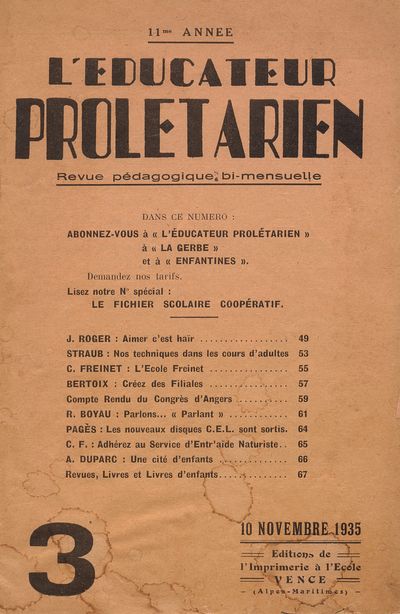 11me ANNEE
L'EDUCATEUR
PROLETARIEN
Revue pédagogique bi-mensuelle
DANS CE NUMERO :
ABONNEZ-VOUS à « L'ÉDUCATEUR PROLÉTARIEN »
à « LA GERBE »
et à « ENFANTINES ».
Demandez nos tarifs.
Lisez notre N° spécial :
LE FICHIER SCOLAIRE COOPÉRATIF.
J. ROGER : Aimer c'est haïr .................. 49
STRAUB : Nos techniques dans les cours d'adultes 53
C. FREINET : L'Ecole Freinet ................ 55
BERTOIX : Créez des Filiales ................ 57
Compte Rendu du Congrès d'Angers .......... 59
R. BOYAU : Parlons... « Parlant » ........... 61
PAGÈS : Les nouveaux disques C.E.L. sont sortis. 64
C. F. : Adhérez au Service d'Entr'aide Naturiste.. 65
A. DUPARC : Une cité d'enfants .............. 66
Revues, Livres et Livres d'enfants............. 67
3
10 NOVEMBRE 1935
Editions de
l'Imprimerie à l'Ecole
VENCE
(Alpes-Maritimes)